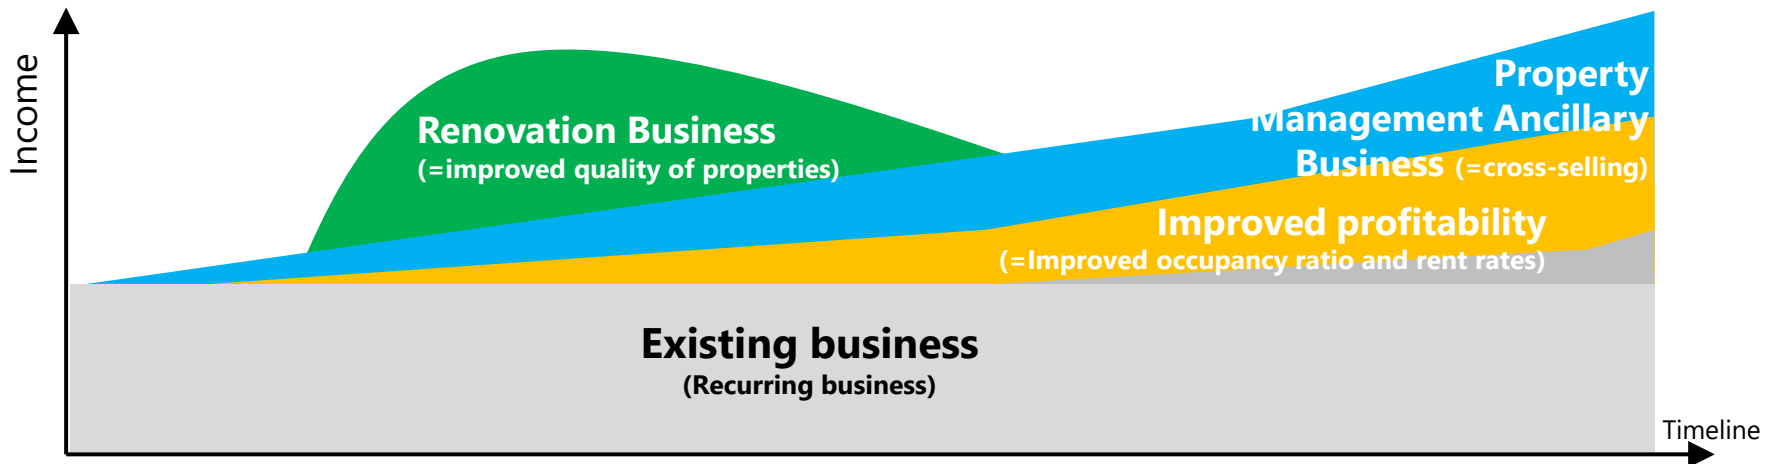 Income
Renovation Business
(=improved quality of properties)
Property
Management Ancillary
Business (=cross-selling)
Improved profitability
(=Improved occupancy ratio and rent rates)
Existing business
(Recurring business)
Timeline